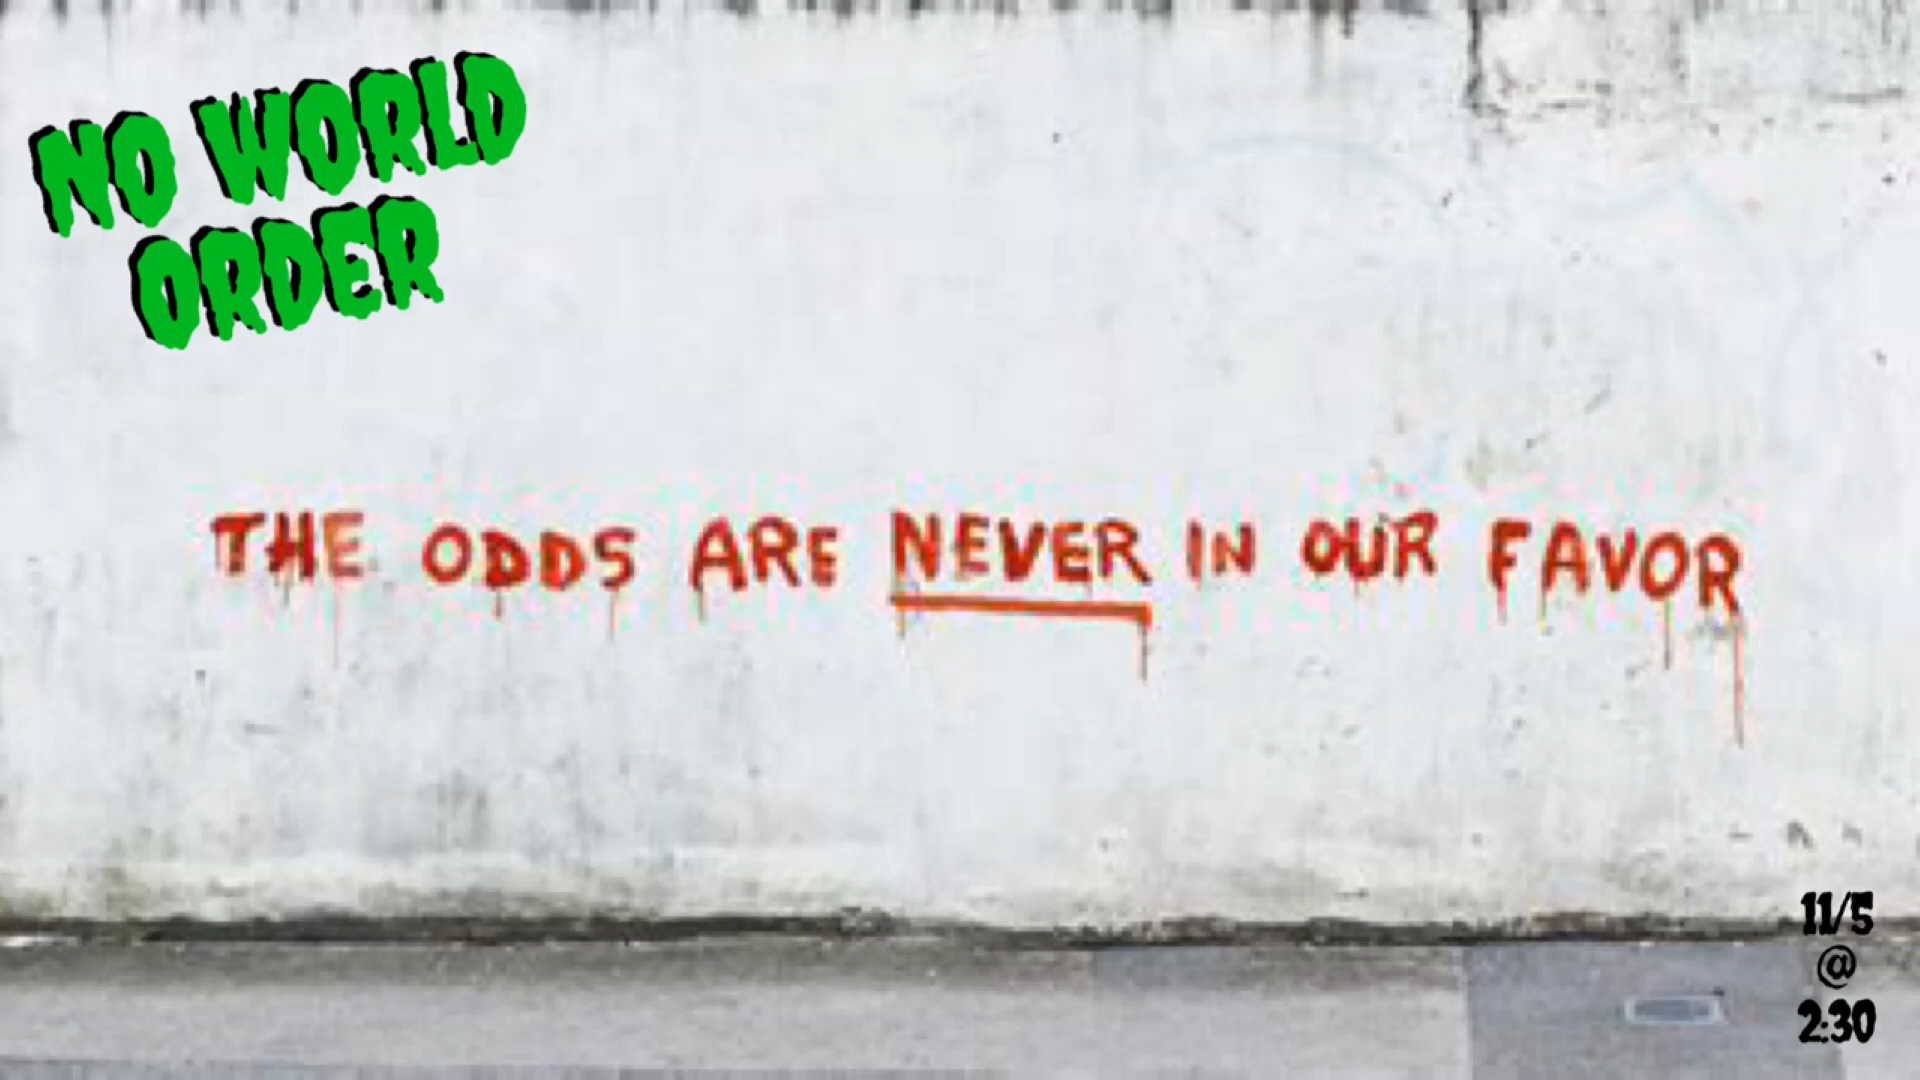 NO WORLD
ORDER
THE ODDS ARE NEVER IN OUR FAVOR
11/5
@
2:30